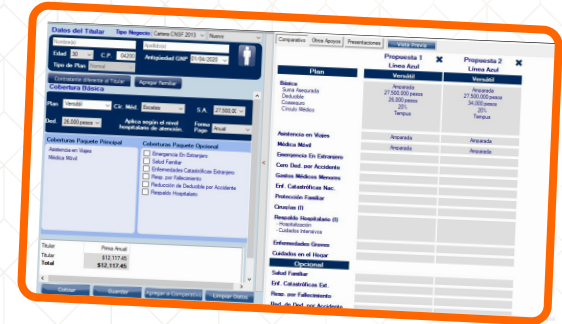 Datos del Titular Tipo Negocio: Cartera CNSF 2013 Nuevo
Nombre(s) Apellido(s)
Edad 30 C.P. 04200 Antigüedad GNP 01/04/2020
Tipo de Plan Normal
Contratante diferente al Titular Agregar familiar
Cobertura Básica
Plan Versátil Cír. Méd. S.A. 27,500,00
Ded. 26,000 pesos Aplica según el nivel hospitalario de atención. Forma Pago Anual
Coberturas Paquete Principal
Asistencia en Viajes
Médica Móvil
Coberturas Paquete Opcional
Emergencia En Extranjero
Salud Familiar
Enfermedades Catastróficas Extranjero
Resp. por Fallecimiento
Reducción de Deducible por Accidente
Respaldo Hospitalario
Titular Prima Anual
Titular $12,117.45
Total $12,117.45
Cotizar Guardar Agregar a Comparativo Limpiar Datos
Comparativo Otros Apoyos Presentaciones Vista Previa
Propuesta 1 Propuesta 2
Línea Azul Línea Azul
Plan Versátil Versátil
Básica Amparada Amparada
Suma Asegurada 27,500,000 pesos 27,500,000 pesos
Deducible 26,000 pesos 34,000 pesos
Coaseguro 20% 20%
Círculo Médico
Asistencia en Viajes Amparada Amparada
Médica Móvil Amparada Amparada
Emergencia En Extranjero
Cero Ded. por Accidente
Gastos Médicos Menores
Enf. Catastróficas Nac.
Protección Familiar
Cirugías (I)
Respaldo Hospitalario (I)
- Hospitalización
- Cuidados Intensivos
Enfermedades Graves
Cuidados en el Hogar
Opcional
Salud Familiar
Enf. Catastróficas Ext.
Resp. por Fallecimiento
Red. de Ded. por Accidente